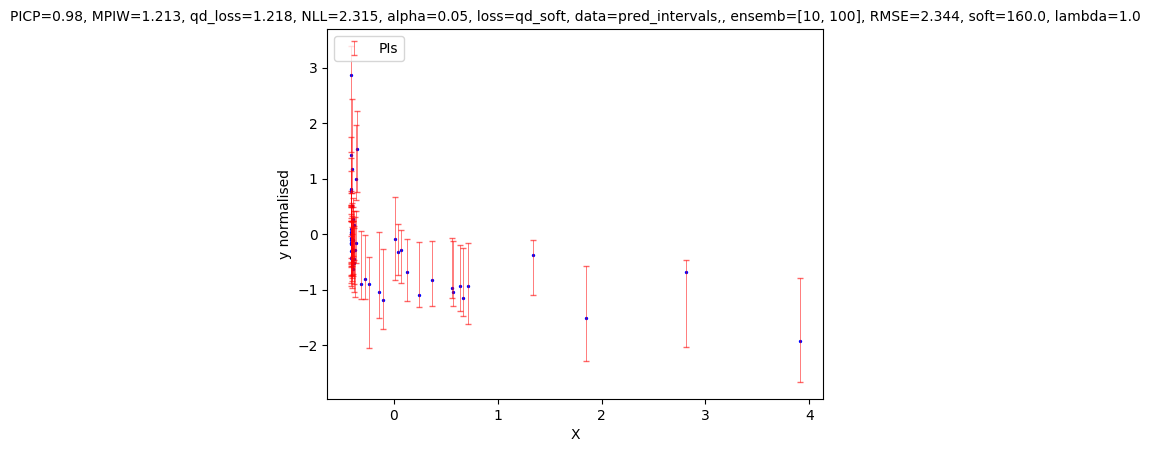 PICP=0.98, MPIW=1.213, qd_loss=1.218, NLL=2.315, alpha=0.05, loss=qd_soft, data=pred_intervals,, ensemb=[10, 100], RMSE=2.344, soft=160.0, lambda=1.0
PIs
3
2
1
0
−1
−2
y normalised
0 1 2 3 4
X